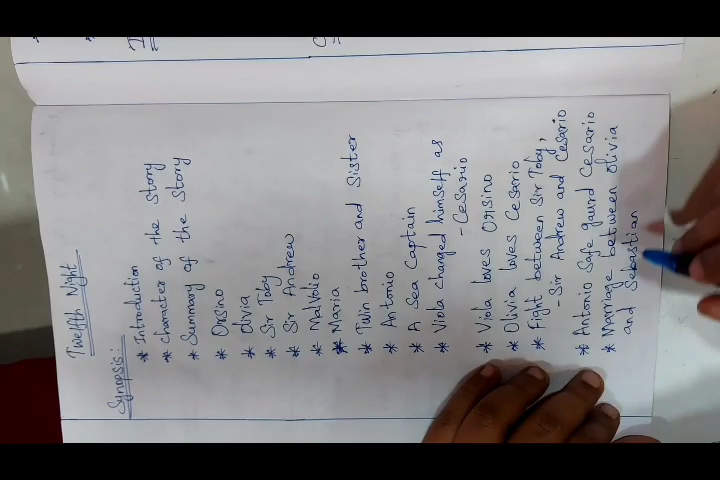 Twelfth Night
Synopsis:
* Introduction
* character of the story
* Summary of the story
* Orsino
* Olivia
* Sir Toby
* Sir Andrew
* Malvolio
* Maria
* Twin brother and Sister
* Antonio
* A Sea Captain
* Viola changed himself as
- Cesario
* Viola loves Orsino
* Olivia loves Cesario
* Fight between Sir Toby,
- Sir Andrew and Cesario
* Antonio Safe gaurd Cesario
* Marriage between Olivia
and Sebastian